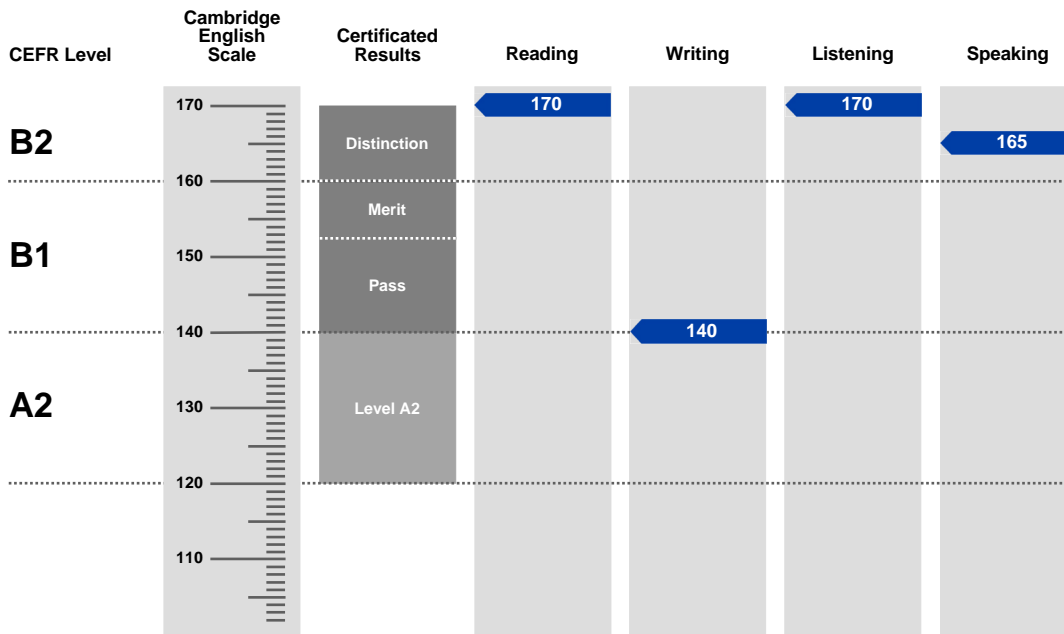 CEFR Level
Cambridge
English
Scale
Certificated
Results
Reading
Writing
Listening
Speaking
170
170
170
B2
Distinction
165
160
Merit
B1
150
Pass
140
140
A2
130
Level A2
120
110